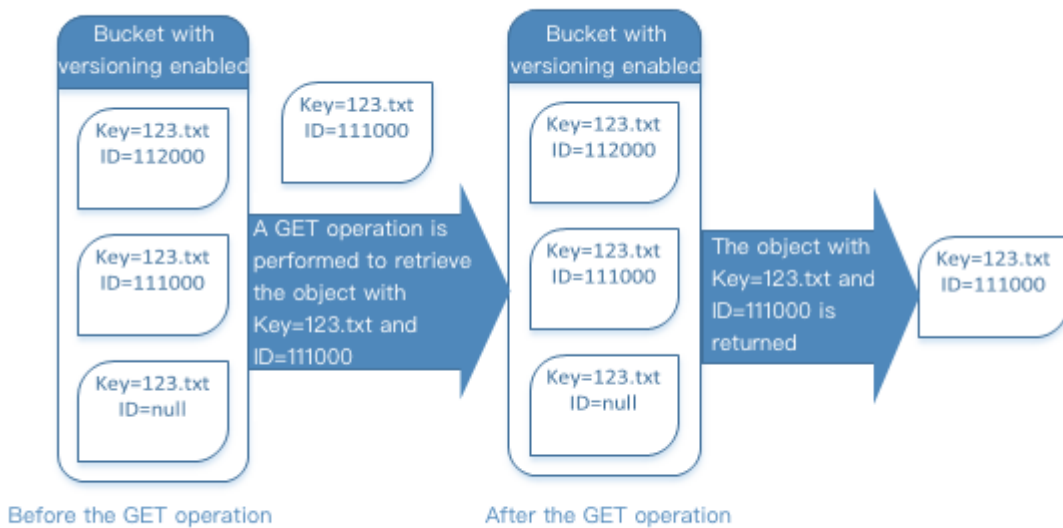 Bucket with
versioning enabled
Key=123.txt
ID=112000
Key=123.txt
ID=111000
Key=123.txt
ID=null
Before the GET operation
Key=123.txt
ID=111000
A GET operation is
performed to retrieve
the object with
Key=123.txt and
ID=111000
Bucket with
versioning enabled
Key=123.txt
ID=112000
Key=123.txt
ID=111000
Key=123.txt
ID=null
After the GET operation
The object with
Key=123.txt and
ID=111000 is
returned
Key=123.txt
ID=111000